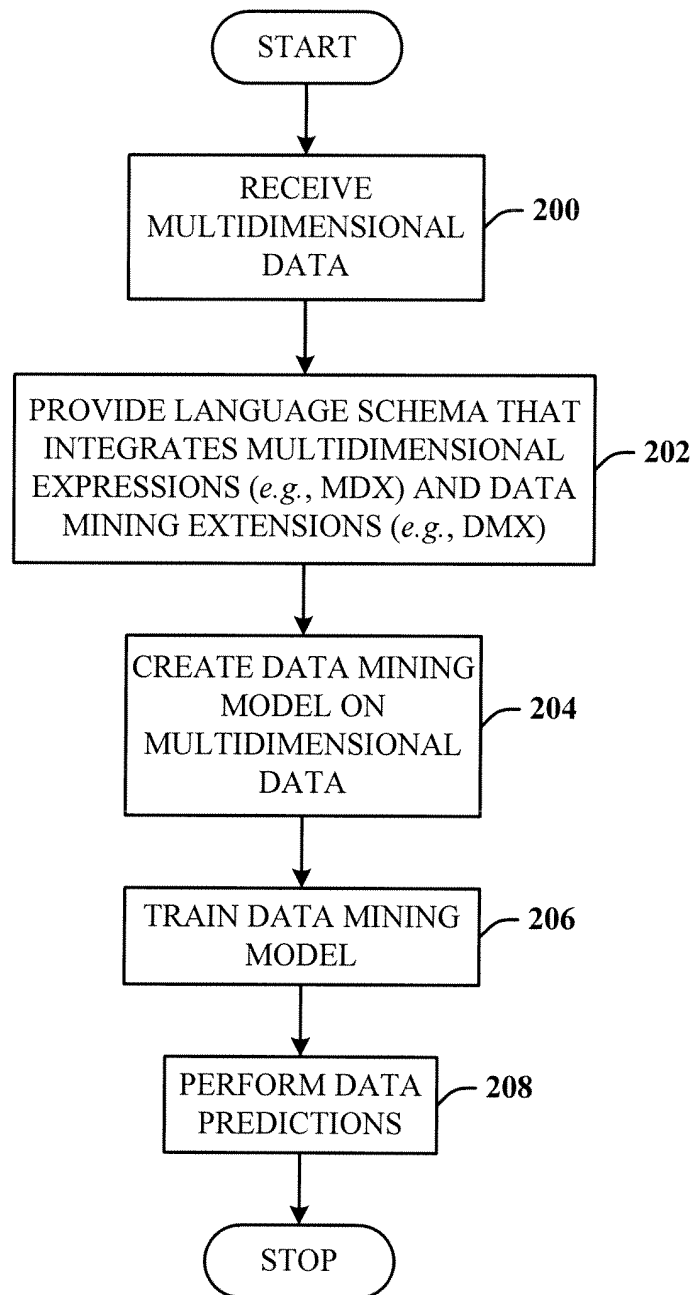 START
RECEIVE
MULTIDIMENSIONAL
DATA
200
PROVIDE LANGUAGE SCHEMA THAT
INTEGRATES MULTIDIMENSIONAL
EXPRESSIONS (e.g., MDX) AND DATA
MINING EXTENSIONS (e.g., DMX)
202
CREATE DATA MINING
MODEL ON
MULTIDIMENSIONAL
DATA
204
TRAIN DATA MINING
MODEL
206
PERFORM DATA
PREDICTIONS
208
STOP